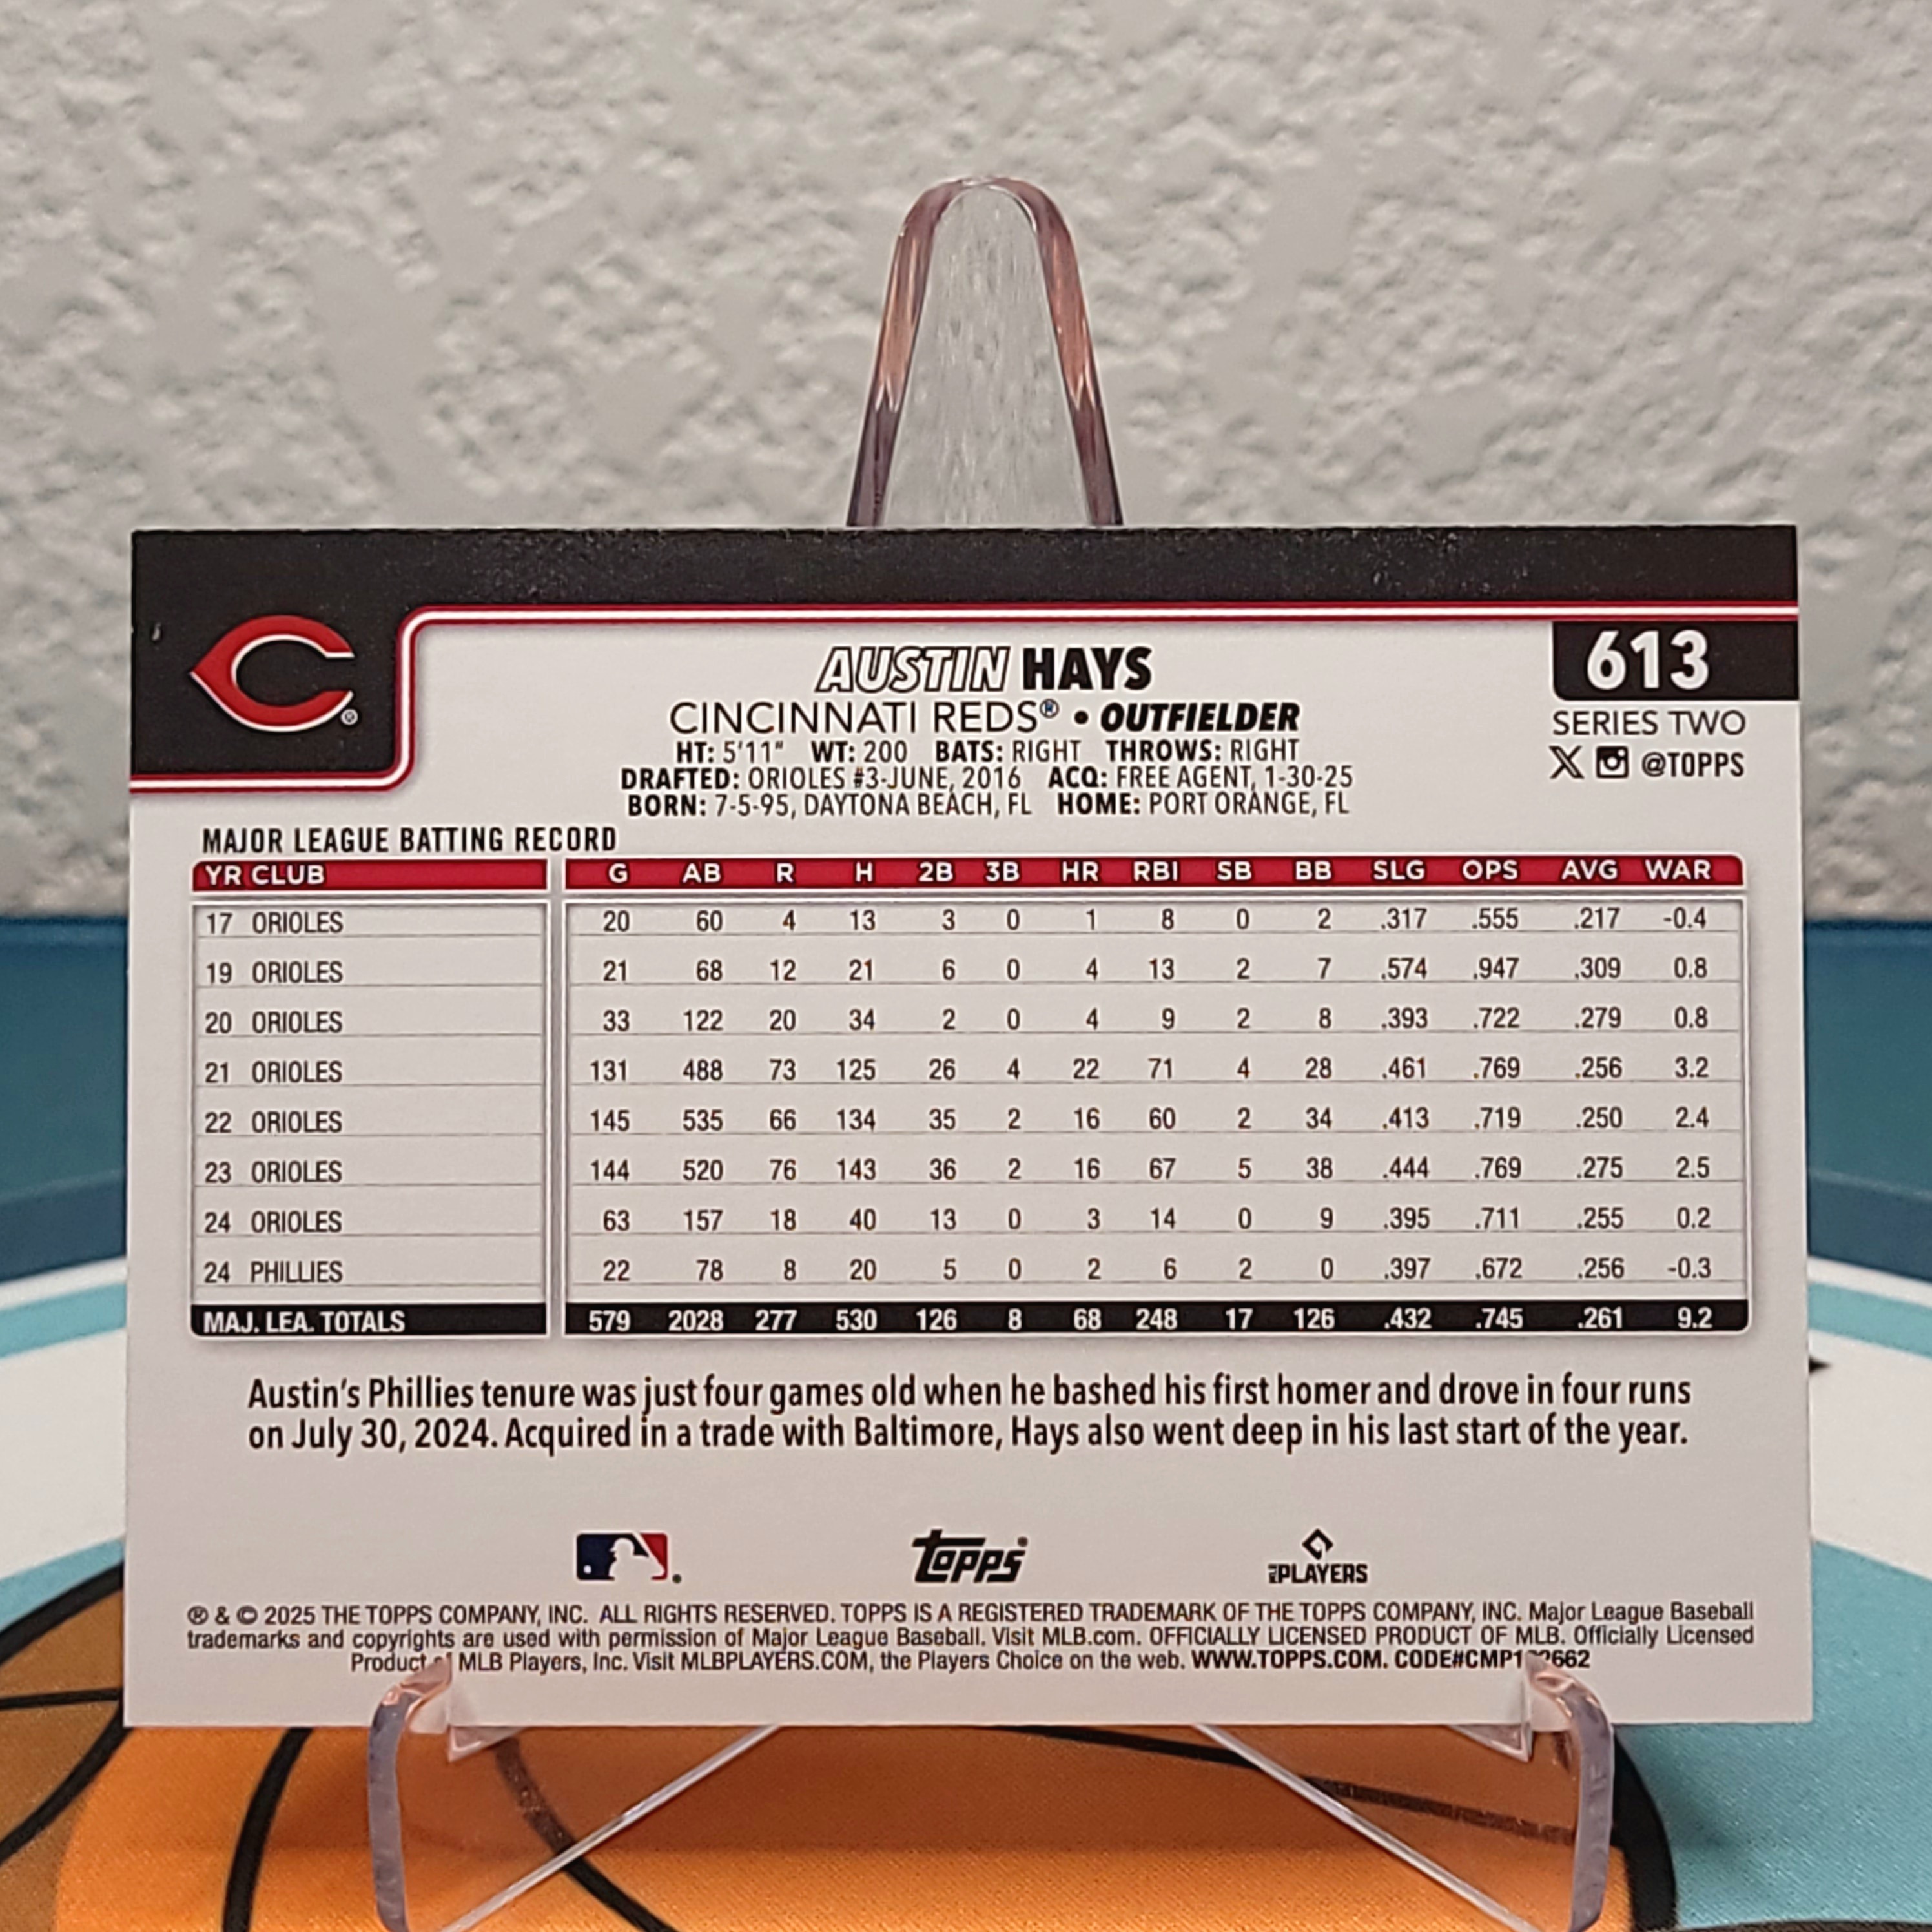 AUSTIN HAYS
613
CINCINNATI REDS® • OUTFIELDER
SERIES TWO
HT: 5'11" WT: 200 BATS: RIGHT THROWS: RIGHT
@TOPPS
DRAFTED: ORIOLES #3-JUNE, 2016 ACQ: FREE AGENT, 1-30-25
BORN: 7-5-95, DAYTONA BEACH, FL HOME: PORT ORANGE, FL
MAJOR LEAGUE BATTING RECORD
YR CLUB G AB R H 2B 3B HR RBI SB BB SLG OPS AVG WAR
17 ORIOLES 20 60 4 13 3 0 1 8 0 2 .317 .555 .217 -0.4
19 ORIOLES 21 68 12 21 6 0 4 13 2 7 .574 .947 .309 0.8
20 ORIOLES 33 122 20 34 2 0 4 9 2 8 .393 .722 .279 0.8
21 ORIOLES 131 488 73 125 26 4 22 71 4 28 .461 .769 .256 3.2
22 ORIOLES 145 535 66 134 35 2 16 60 2 34 .413 .719 .250 2.4
23 ORIOLES 144 520 76 143 36 2 16 67 5 38 .444 .769 .275 2.5
24 ORIOLES 63 157 18 40 13 0 3 14 0 9 .395 .711 .255 0.2
24 PHILLIES 22 78 8 20 5 0 2 6 2 0 .397 .672 .256 -0.3
MAJ. LEA. TOTALS 579 2028 277 530 126 8 68 248 17 126 .432 .745 .261 9.2
Austin's Phillies tenure was just four games old when he bashed his first homer and drove in four runs
on July 30, 2024. Acquired in a trade with Baltimore, Hays also went deep in his last start of the year.
topps
PLAYERS
® & © 2025 THE TOPPS COMPANY, INC. ALL RIGHTS RESERVED. TOPPS IS A REGISTERED TRADEMARK OF THE TOPPS COMPANY, INC. Major League Baseball
trademarks and copyrights are used with permission of Major League Baseball. Visit MLB.com. OFFICIALLY LICENSED PRODUCT OF MLB. Officially Licensed
Product MLB Players, Inc. Visit MLBPLAYERS.COM, the Players Choice on the web. WWW.TOPPS.COM.